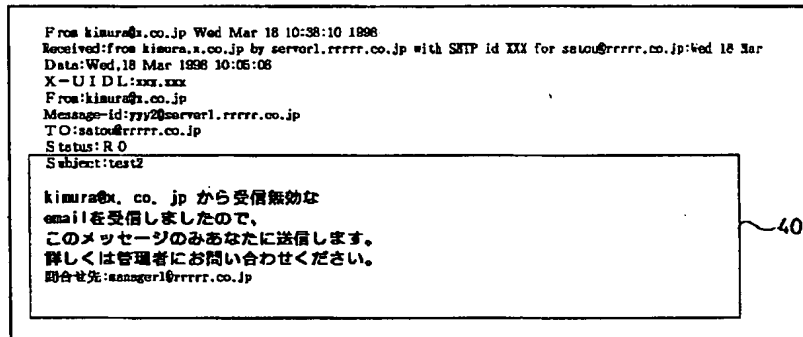 From kimura@x.co.jp Wed Mar 18 10:38:10 1998
Received:from kimura.x.co.jp by server1.rrrrr.co.jp with SMTP id XXX for satou@rrrrr.co.jp:Wed 18 Mar
Data:Wed,18 Mar 1998 10:05:06
X-UIDL:xxx.xxx
From:kimura@x.co.jp
Message-id:yyy2@server1.rrrrr.co.jp
TO:satou@rrrrr.co.jp
Status:RO
Subject:test2
kimura@x. co. jp から受信無効な
emailを受信しましたので、
このメッセージのみあなたに送信します。
詳しくは管理者にお問い合わせください。
問合せ先:manager1@rrrrr.co.jp
40